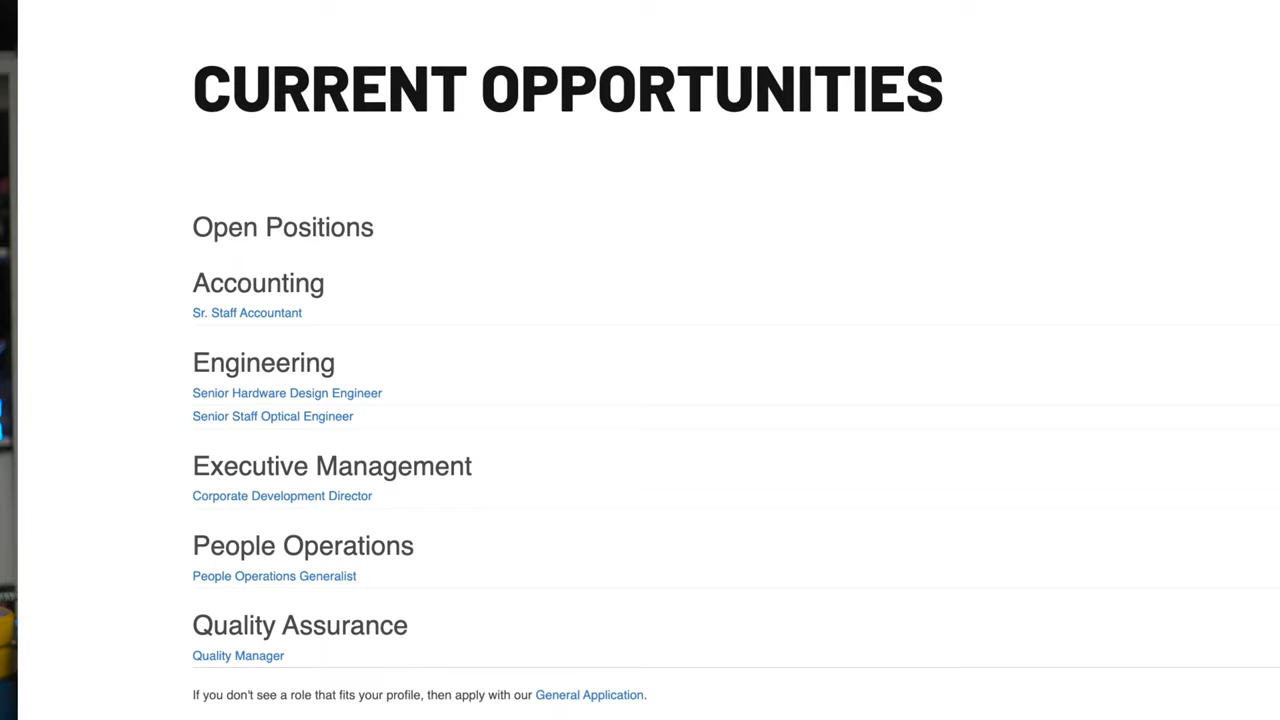 CURRENT OPPORTUNITIES
Open Positions
Accounting
Sr. Staff Accountant
Engineering
Senior Hardware Design Engineer
Senior Staff Optical Engineer
Executive Management
Corporate Development Director
People Operations
People Operations Generalist
Quality Assurance
Quality Manager
If you don't see a role that fits your profile, then apply with our General Application.